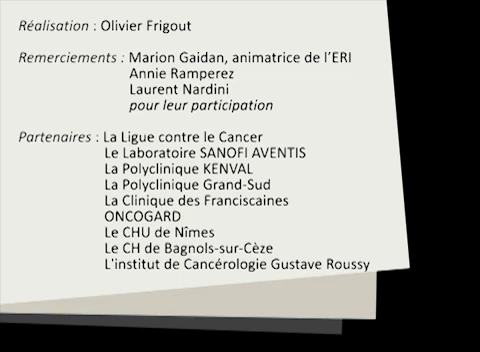 Réalisation : Olivier Frigout
Remerciements : Marion Gaidan, animatrice de l'ERI
Annie Ramperez
Laurent Nardini
pour leur participation
Partenaires : La Ligue contre le Cancer
Le Laboratoire SANOFI AVENTIS
La Polyclinique KENVAL
La Polyclinique Grand-Sud
La Clinique des Franciscaines
ONCOGARD
Le CHU de Nîmes
Le CH de Bagnols-sur-Cèze
L'institut de Cancérologie Gustave Roussy